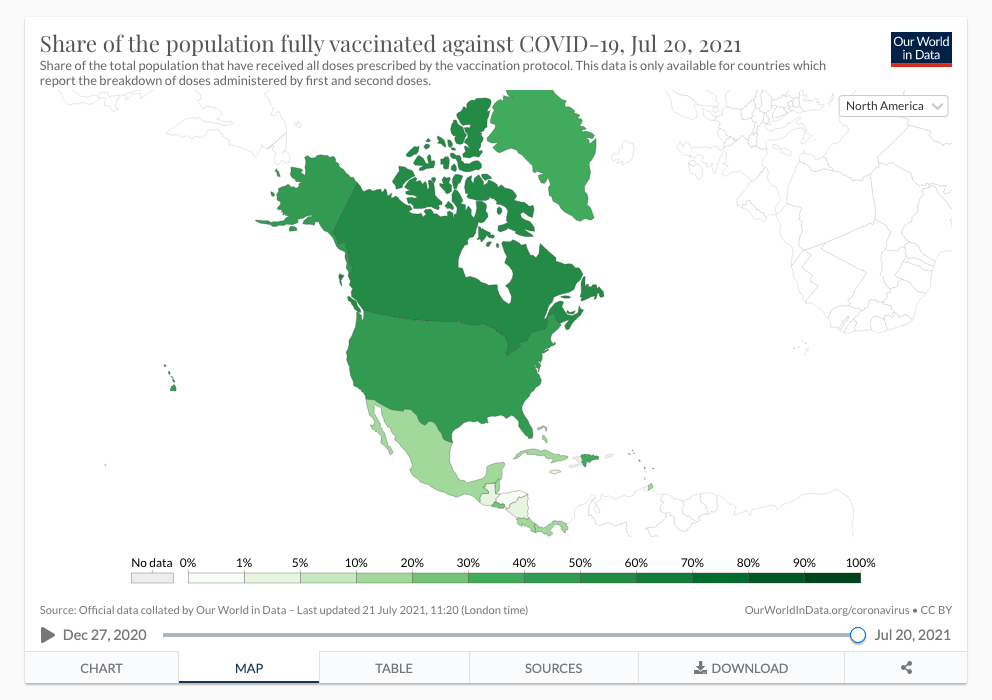 Share of the population fully vaccinated against COVID-19, Jul 20, 2021
Our World
in Data
Share of the total population that have received all doses prescribed by the vaccination protocol. This data is only available for countries which
report the breakdown of doses administered by first and second doses.
North America
No data 0% 1% 5% 10% 20% 30% 40% 50% 60% 70% 80% 90% 100%
Source: Official data collated by Our World in Data – Last updated 21 July 2021, 11:20 (London time)
OurWorldInData.org/coronavirus • CC BY
Dec 27, 2020
Jul 20, 2021
CHART MAP TABLE SOURCES DOWNLOAD